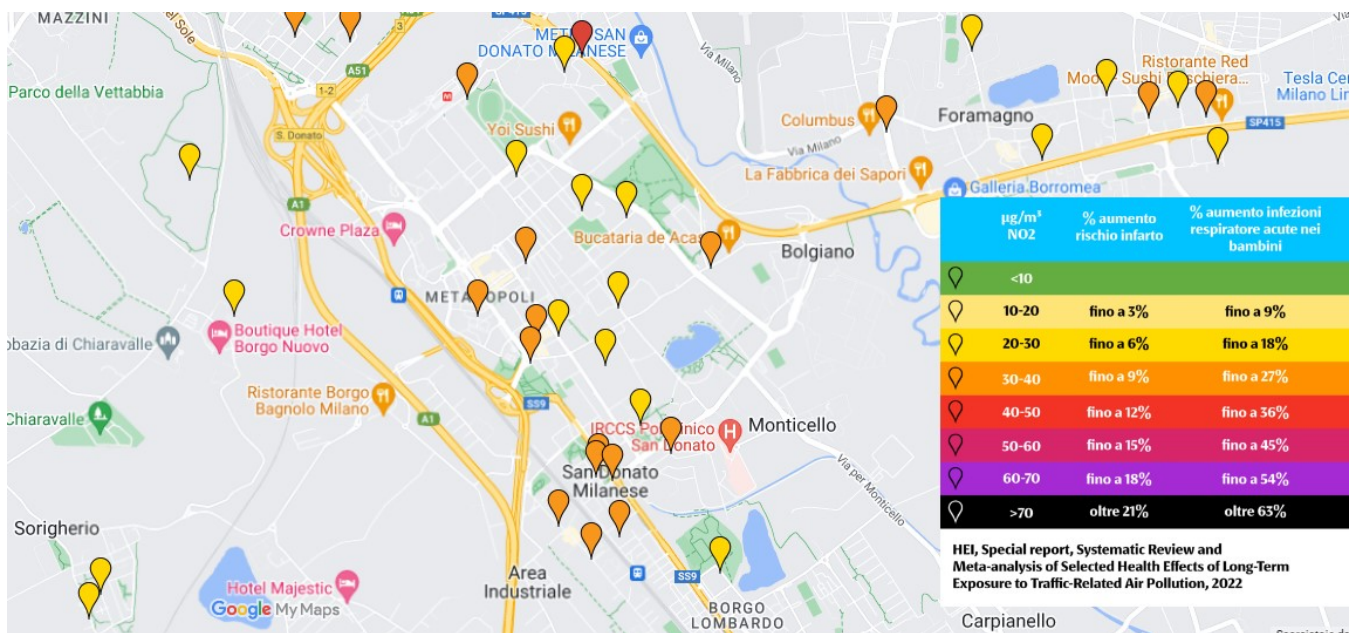 MAZZINI
SP415
METRO SAN
DONATO MILANESE
Via Milano
Ristorante Red
Moon Sushi Peschiera...
Tesla Cen
Milano Lin
A51
Parco della Vettabbia
1-2
3
S. Donato
Yoi Sushi
Columbus
Foramagno
SP415
Via Milano
La Fabbrica dei Sapori
Galleria Borromea
A1
Crowne Plaza
Bucataria de Acas
Bolgiano
METANOPOLI
Boutique Hotel
Borgo Nuovo
bbazia di Chiaravalle
Ristorante Borgo
Bagnolo Milano
A1
SS9
Chiaravalle
IRCCS Policlinico
San Donato
Monticello
San Donato
Milanese
Via per Monticello
Sorigherio
Area
Industriale
Hotel Majestic
SS9
Google My Maps
BORGO
LOMBARDO
Carpianello
µg/m³
NO2
% aumento
rischio infarto
% aumento infezioni
respiratore acute nei
bambini
<10
10-20 fino a 3% fino a 9%
20-30 fino a 6% fino a 18%
30-40 fino a 9% fino a 27%
40-50 fino a 12% fino a 36%
50-60 fino a 15% fino a 45%
60-70 fino a 18% fino a 54%
>70 oltre 21% oltre 63%
HEI, Special report, Systematic Review and
Meta-analysis of Selected Health Effects of Long-Term
Exposure to Traffic-Related Air Pollution, 2022